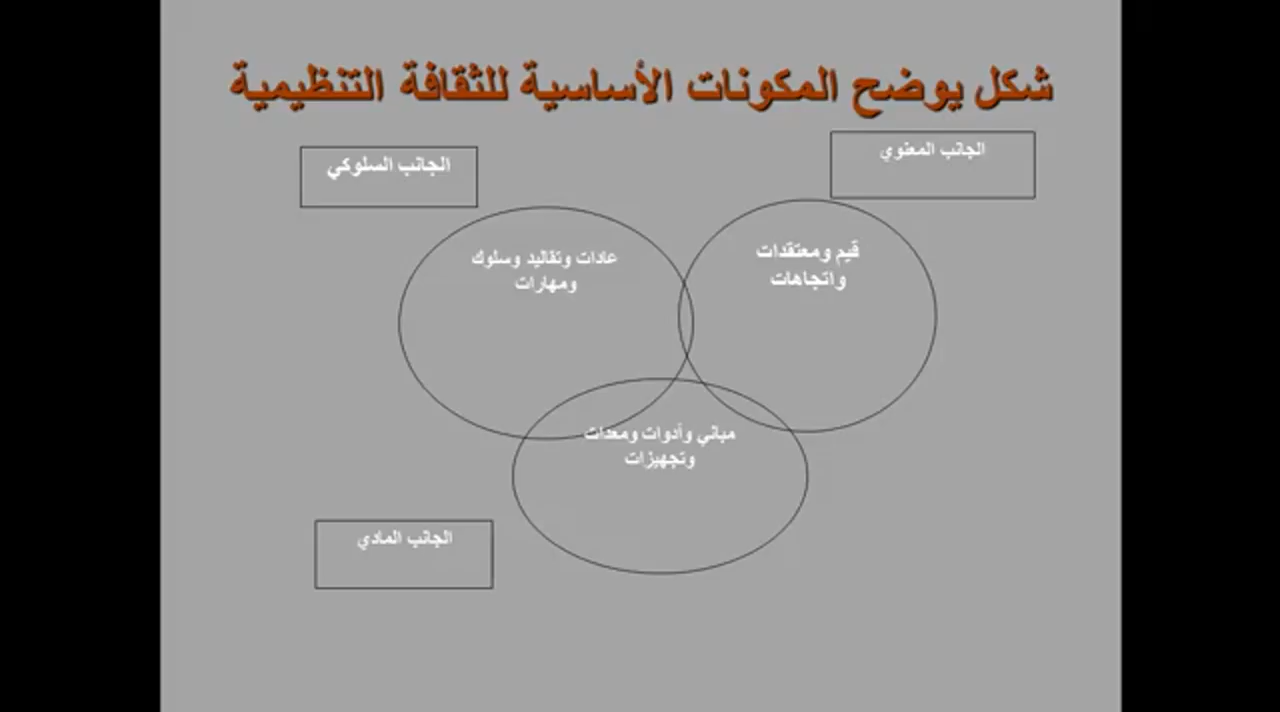 شكل يوضح المكونات الأساسية للثقافة التنظيمية
الجانب المعنوي
الجانب السلوكي
قيم ومعتقدات
واتجاهات
عادات وتقاليد وسلوك
ومهارات
مباني وأدوات ومعدات
وتجهيزات
الجانب المادي